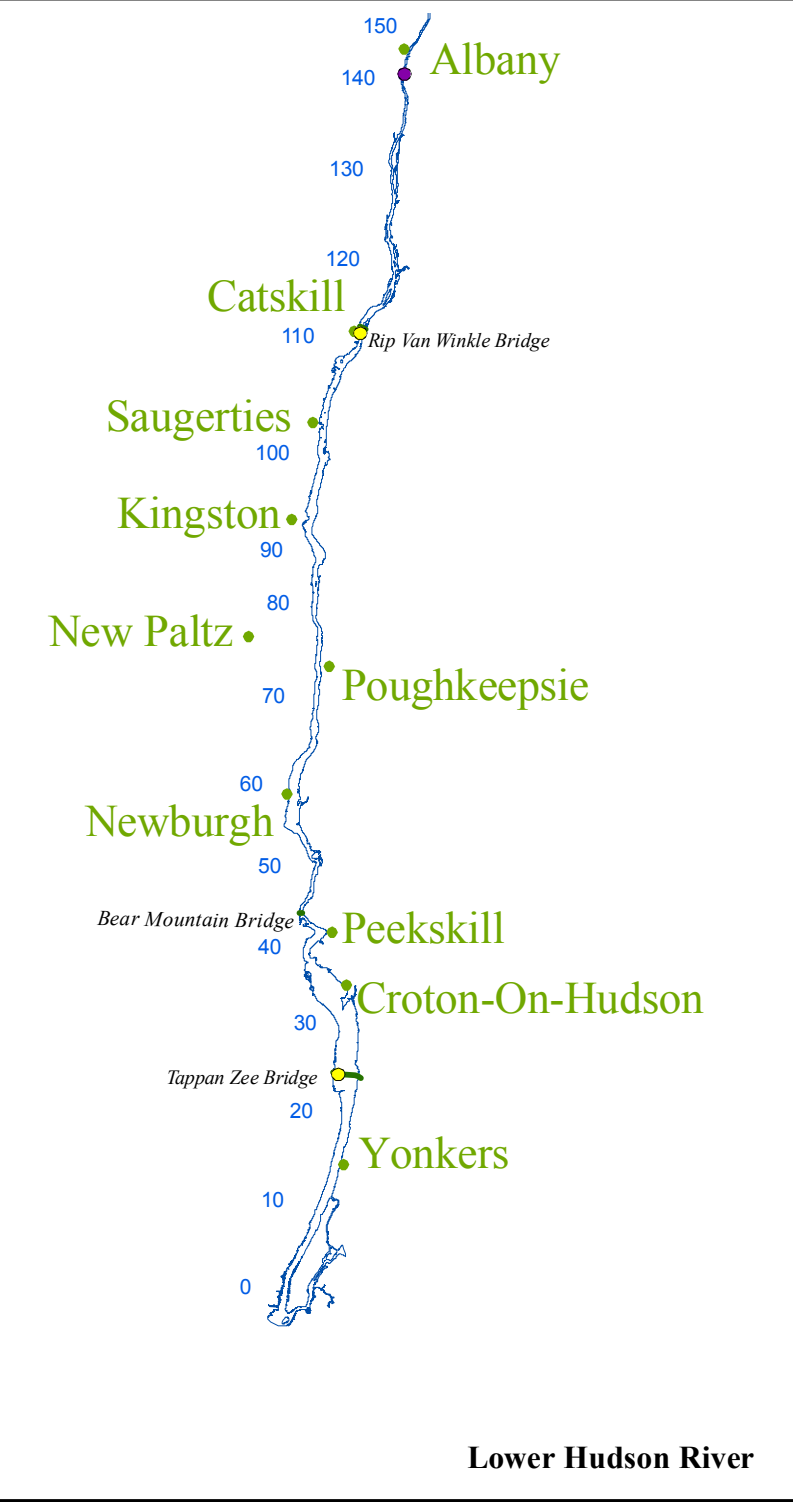 150
Albany
140
130
120
Catskill
110
Rip Van Winkle Bridge
Saugerties
100
Kingston
90
80
New Paltz
Poughkeepsie
70
60
Newburgh
50
Bear Mountain Bridge
Peekskill
40
Croton-On-Hudson
30
Tappan Zee Bridge
20
Yonkers
10
0
Lower Hudson River